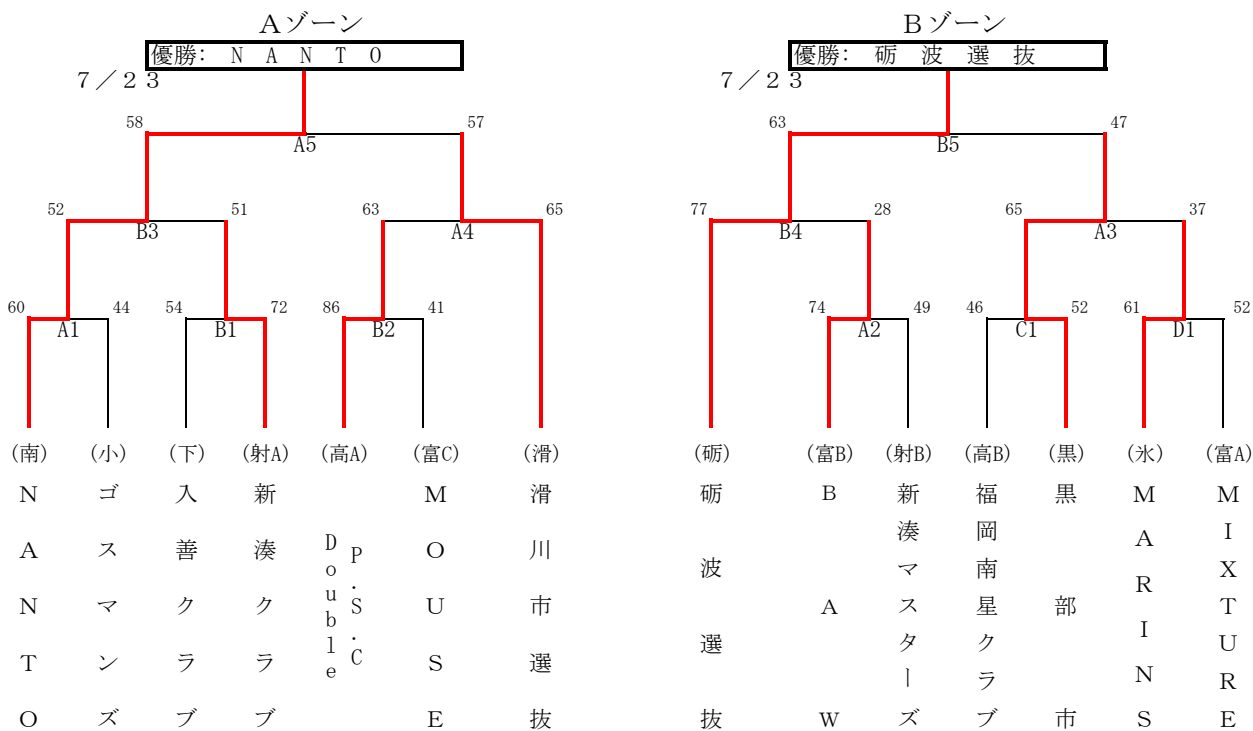 Aゾーン
Bゾーン
優勝: NANTO
優勝: 砺波選抜
7/23
7/23
58
57
63
47
A5
B5
52
51
63
65
77
28
65
37
B3
A4
B4
A3
60
44
54
72
86
41
74
49
46
52
61
52
A1
B1
B2
A2
C1
D1
(南)
(小)
(下)
(射A)
(高A)
(富C)
(滑)
(砺)
(富B)
(射B)
(高B)
(黒)
(氷)
(富A)
NANTO
ゴスマンズ
入善クラブ
新湊クラブ
Double
P.S.C
MOUSE
滑川市選抜
砺波選抜
BAW
新湊マスターズ
福岡南星クラブ
黒部市
MARINS
MIXTURE